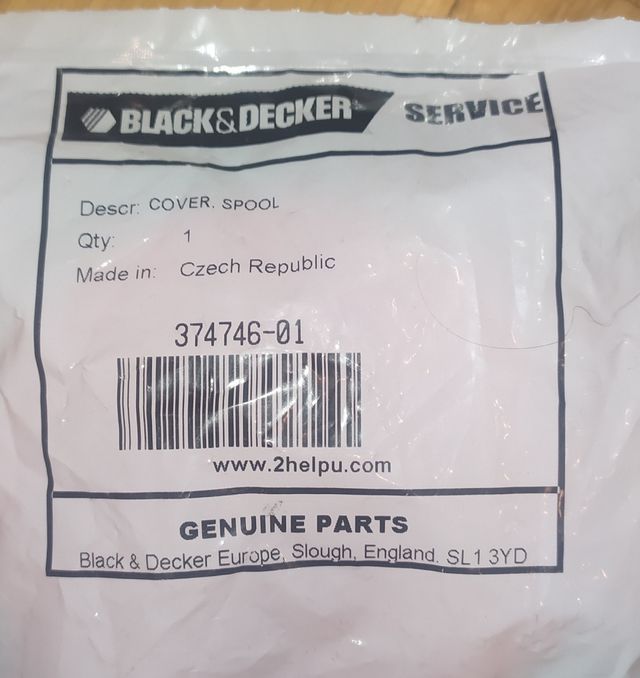 BLACK&DECKER SERVICE
Descr: COVER, SPOOL
Qty: 1
Made in: Czech Republic
374746-01
www.2helpu.com
GENUINE PARTS
Black & Decker Europe, Slough, England. SL1 3YD